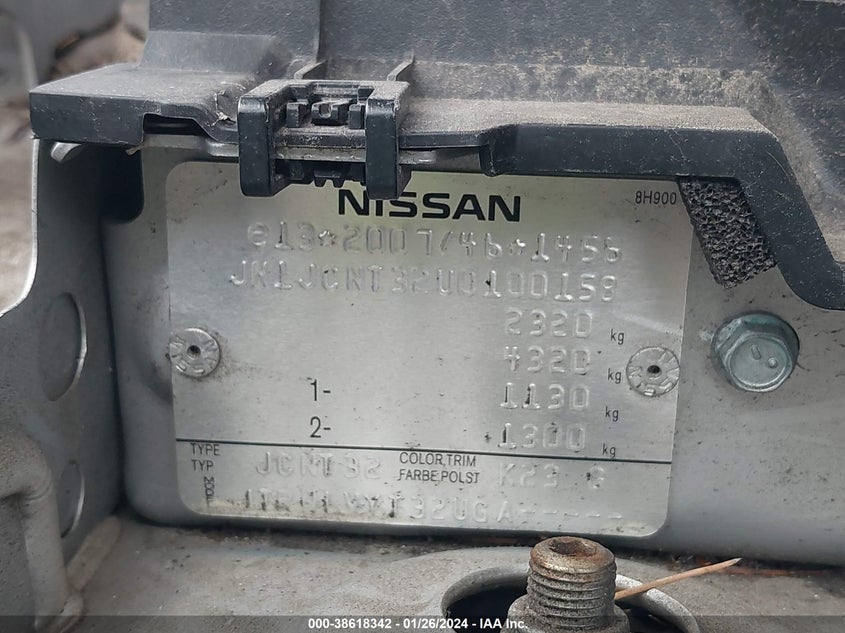 NISSAN 8H900
e13*2007/46*1456
JN1JCNT32U0100159
2320 kg
4320 kg
1- 1130 kg
2- 1300 kg
TYPE
TYP JCNT32
COLOR,TRIM
FARBE,POLST K23 G
000-38618342 - 01/26/2024 - IAA Inc.